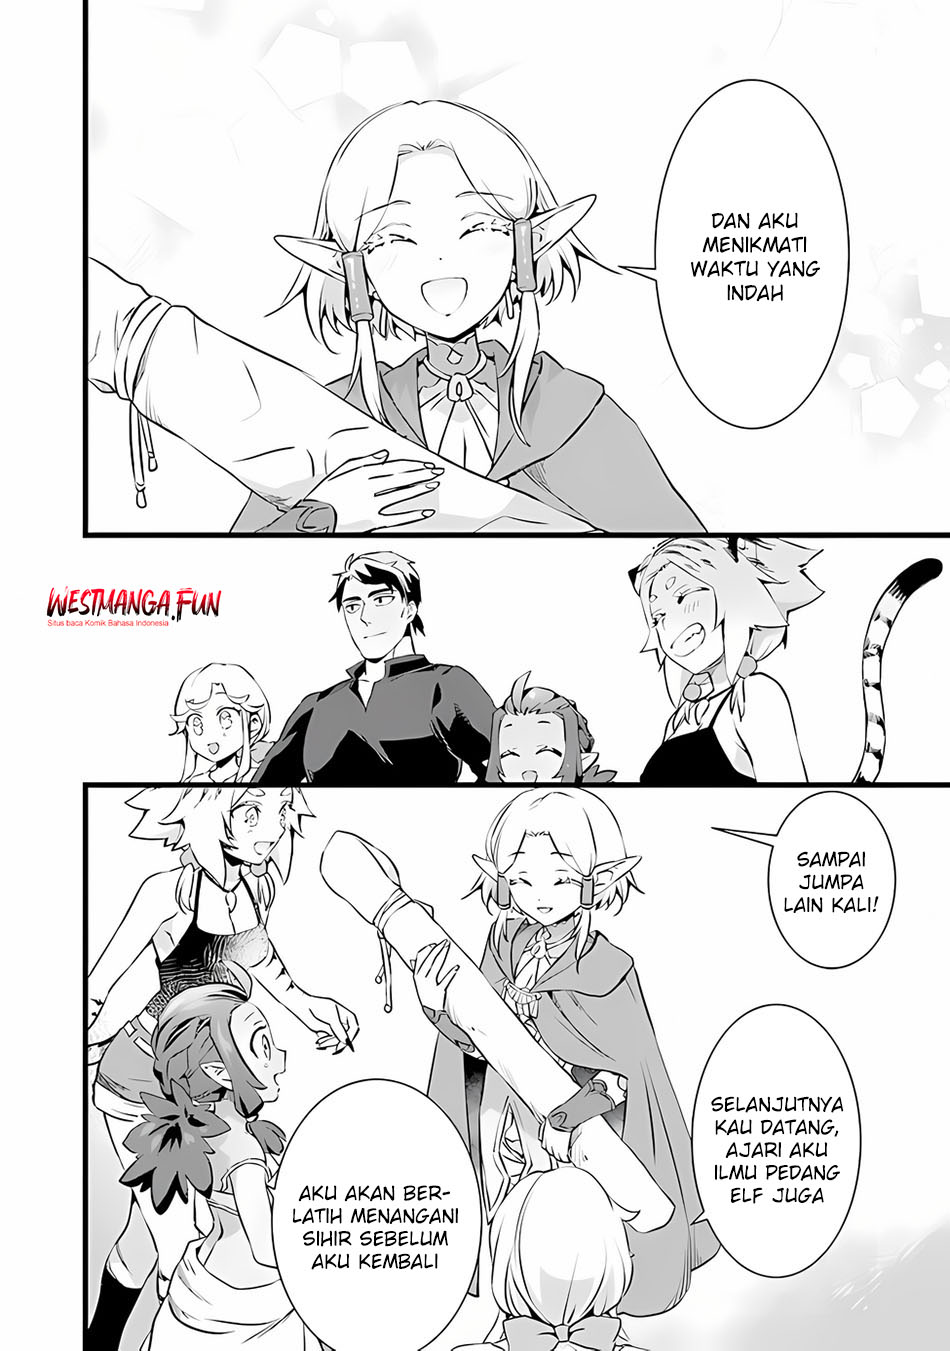 DAN AKU
MENIKMATI
WAKTU YANG
INDAH
WESTMANGA.FUN
Situs baca Komik Bahasa Indonesia
SAMPAI
JUMPA
LAIN KALI!
SELANJUTNYA
KAU DATANG,
AJARI AKU
ILMU PEDANG
ELF JUGA
AKU AKAN BER-
LATIH MENANGANI
SIHIR SEBELUM
AKU KEMBALI